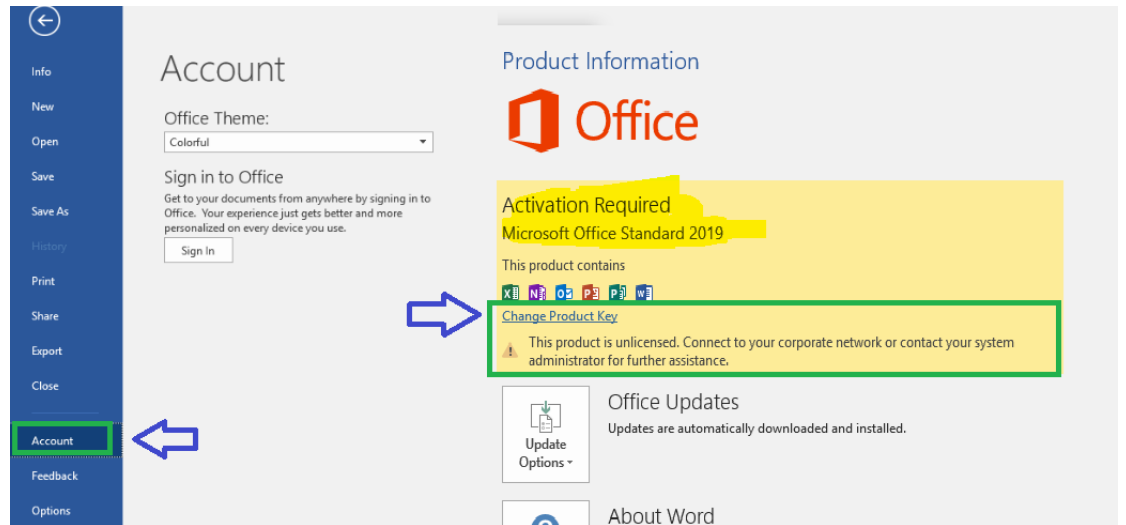 Info
New
Open
Save
Save As
History
Print
Share
Export
Close
Account
Feedback
Options
Account
Office Theme:
Colorful
Sign in to Office
Get to your documents from anywhere by signing in to
Office. Your experience just gets better and more
personalized on every device you use.
Sign In
Product Information
Office
Activation Required
Microsoft Office Standard 2019
This product contains
Change Product Key
This product is unlicensed. Connect to your corporate network or contact your system
administrator for further assistance.
Update
Options
Office Updates
Updates are automatically downloaded and installed.
About Word